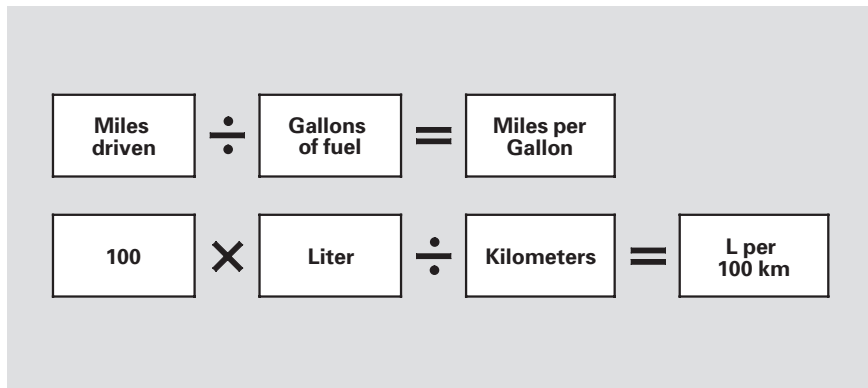 Miles driven ÷ Gallons of fuel = Miles per Gallon
100 × Liter ÷ Kilometers = L per 100 km